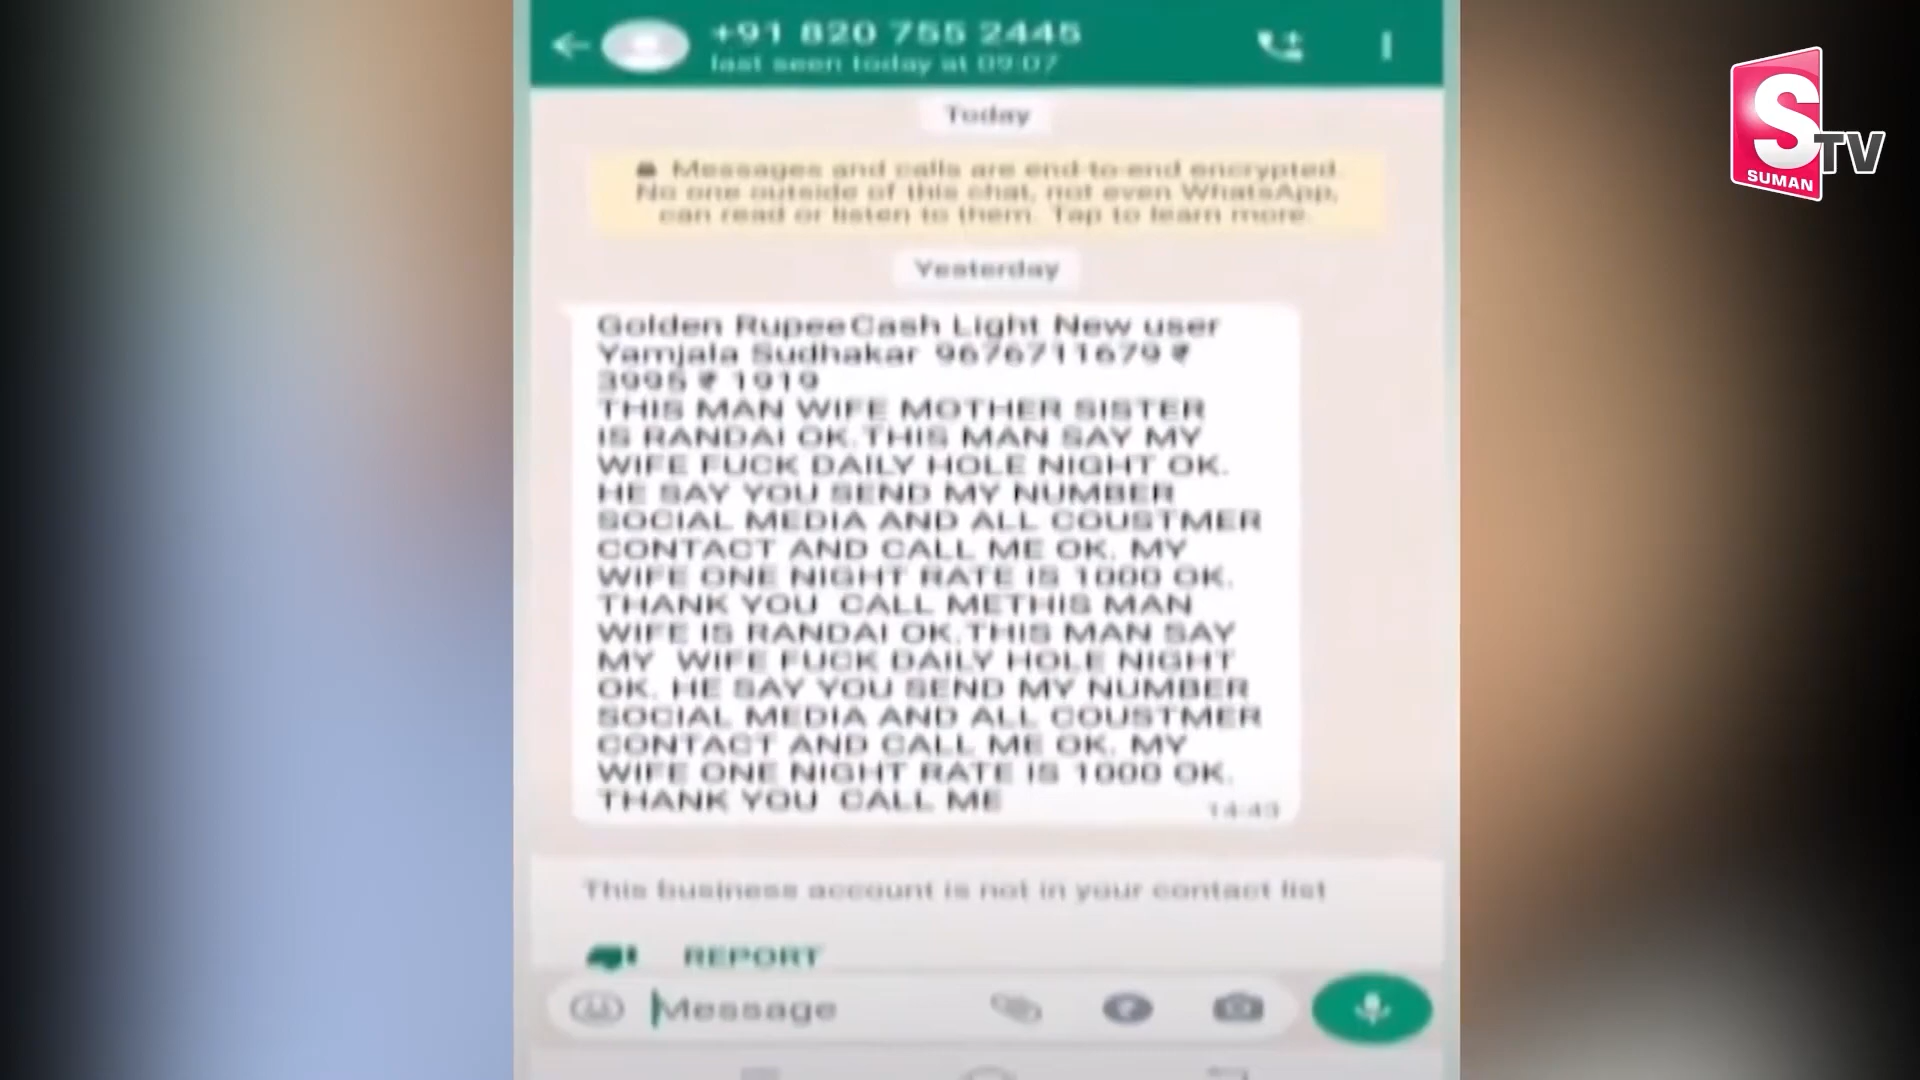 +91 820 755 2445
last seen today at 09:07
Today
Messages and calls are end-to-end encrypted.
No one outside of this chat, not even WhatsApp,
can read or listen to them. Tap to learn more.
Yesterday
Golden RupeeCash Light New user
Yamjala Sudhakar 9676711679 ₹
3995 ₹ 1919
THIS MAN WIFE MOTHER SISTER
IS RANDAI OK.THIS MAN SAY MY
WIFE FUCK DAILY HOLE NIGHT OK.
HE SAY YOU SEND MY NUMBER
SOCIAL MEDIA AND ALL COUSTMER
CONTACT AND CALL ME OK. MY
WIFE ONE NIGHT RATE IS 1000 OK.
THANK YOU  CALL METHIS MAN
WIFE IS RANDAI OK.THIS MAN SAY
MY  WIFE FUCK DAILY HOLE NIGHT
OK. HE SAY YOU SEND MY NUMBER
SOCIAL MEDIA AND ALL COUSTMER
CONTACT AND CALL ME OK. MY
WIFE ONE NIGHT RATE IS 1000 OK.
THANK YOU  CALL ME
14:43
This business account is not in your contact list
REPORT
Message
S TV
SUMAN